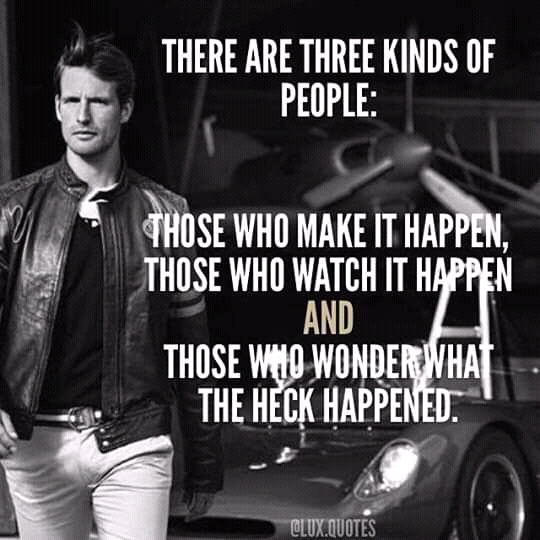 THERE ARE THREE KINDS OF
PEOPLE:
THOSE WHO MAKE IT HAPPEN,
THOSE WHO WATCH IT HAPPEN
AND
THOSE WHO WONDER WHAT
THE HECK HAPPENED.
@LUX.QUOTES